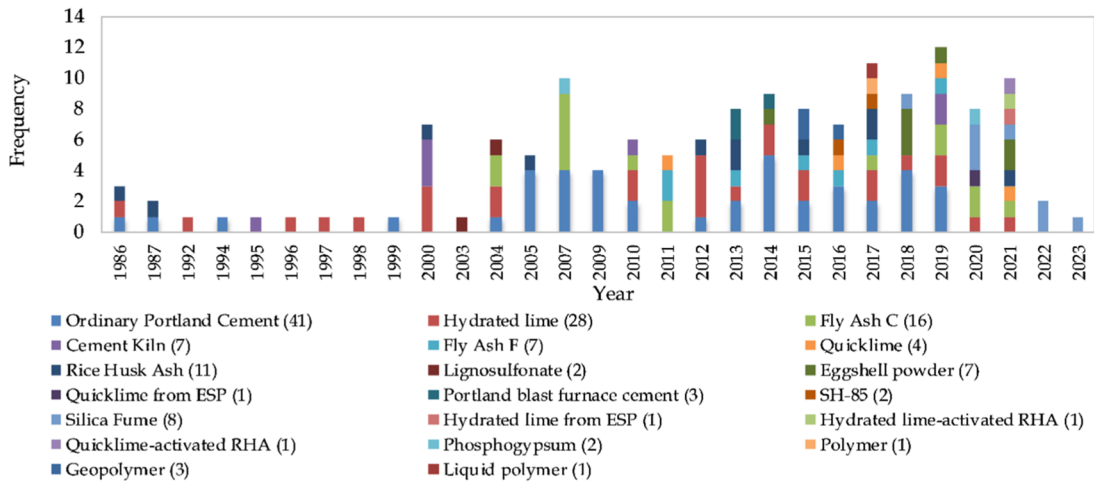 14
12
10
8
6
4
2
0
Frequency
1986 1987 1992 1994 1995 1996 1997 1998 1999 2000 2003 2004 2005 2007 2009 2010 2011 2012 2013 2014 2015 2016 2017 2018 2019 2020 2021 2022 2023
Year
Ordinary Portland Cement (41) Hydrated lime (28) Fly Ash C (16)
Cement Kiln (7) Fly Ash F (7) Quicklime (4)
Rice Husk Ash (11) Lignosulfonate (2) Eggshell powder (7)
Quicklime from ESP (1) Portland blast furnace cement (3) SH-85 (2)
Silica Fume (8) Hydrated lime from ESP (1) Hydrated lime-activated RHA (1)
Quicklime-activated RHA (1) Phosphogypsum (2) Polymer (1)
Geopolymer (3) Liquid polymer (1)